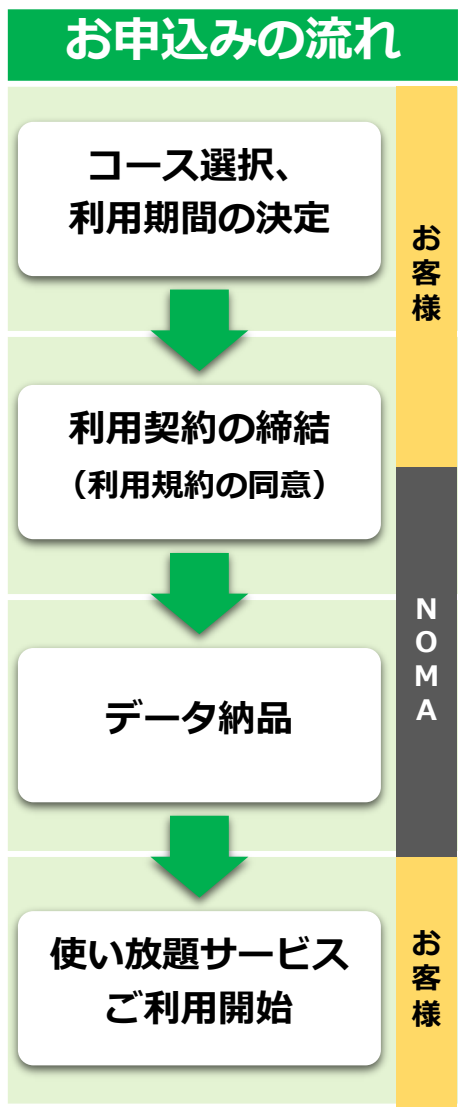 お申込みの流れ
コース選択、
利用期間の決定
お客様
利用契約の締結
（利用規約の同意）
NOMA
データ納品
使い放題サービス
ご利用開始
お客様